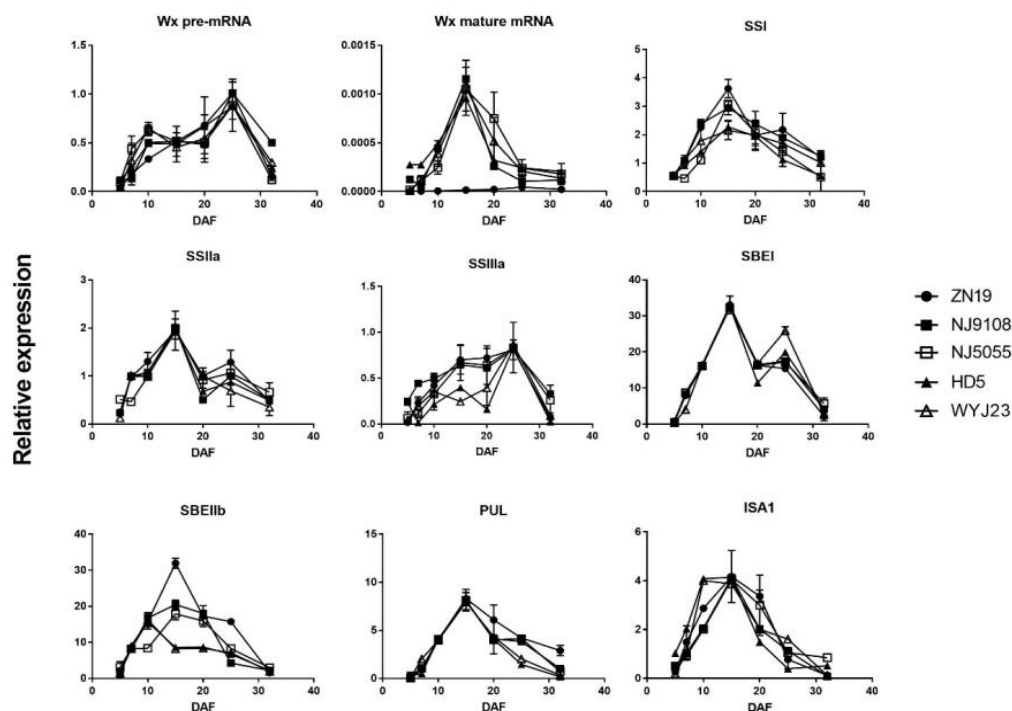 Wx pre-mRNA
Wx mature mRNA
SSI
1.5
1.0
0.5
0.0
0 10 20 30 40
DAF
0.0015
0.0010
0.0005
0.0000
0 10 20 30 40
DAF
5
4
3
2
1
0
0 10 20 30 40
DAF
Relative expression
SSIIa
SSIIIa
SBEI
3
2
1
0
0 10 20 30 40
DAF
1.5
1.0
0.5
0.0
0 10 20 30 40
DAF
40
30
20
10
0
0 10 20 30 40
DAF
ZN19
NJ9108
NJ5055
HD5
WYJ23
SBEIIb
PUL
ISA1
40
30
20
10
0
0 10 20 30 40
DAF
15
10
5
0
0 10 20 30 40
DAF
6
4
2
0
0 10 20 30 40
DAF